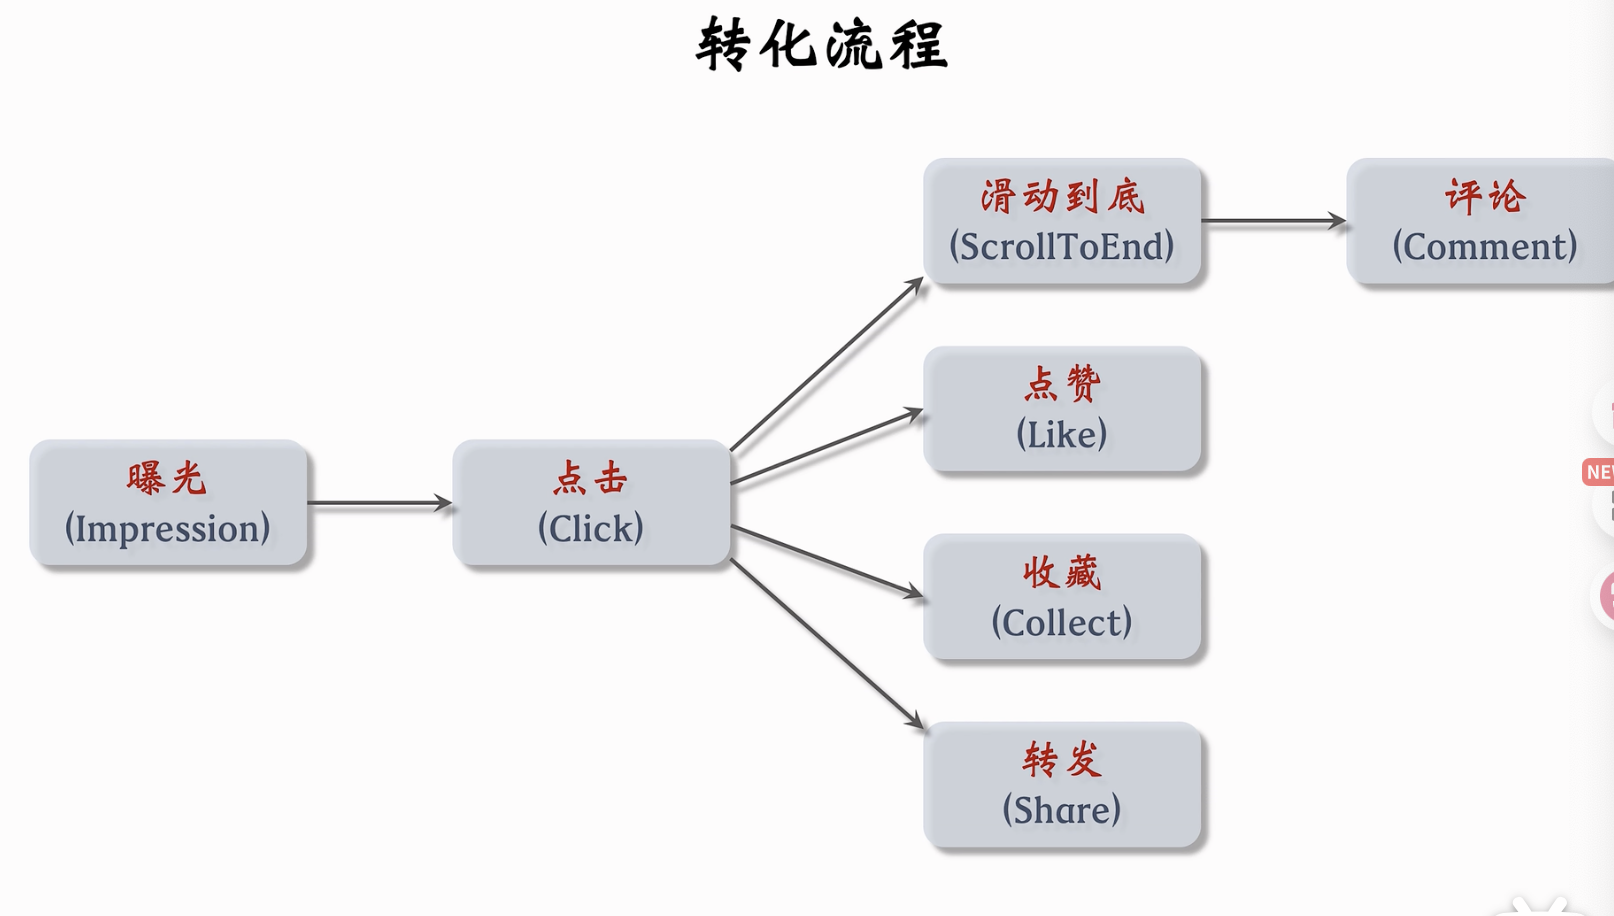 转化流程
滑动到底
(ScrollToEnd)
评论
(Comment)
点赞
(Like)
曝光
(Impression)
点击
(Click)
NEW
收藏
(Collect)
转发
(Share)